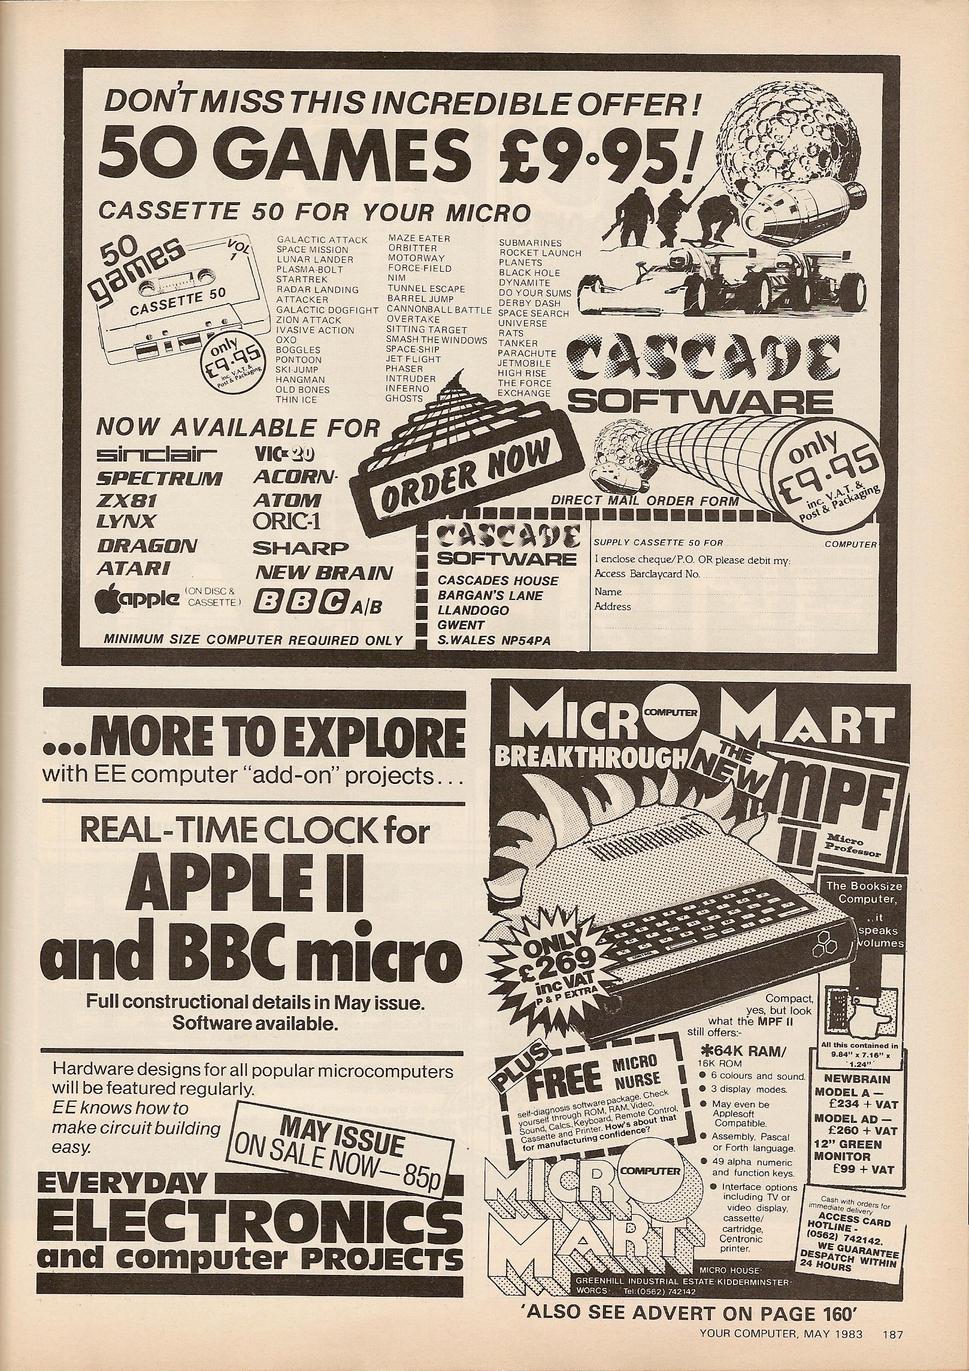 DON'T MISS THIS INCREDIBLE OFFER!
50 GAMES £9·95!
CASSETTE 50 FOR YOUR MICRO
50 games
VOL 1
CASSETTE 50
only
£9.95
inc V.A.T. &
Post & Packaging
GALACTIC ATTACK
SPACE MISSION
LUNAR LANDER
PLASMA-BOLT
STARTREK
RADAR LANDING
ATTACKER
GALACTIC DOGFIGHT
ZION ATTACK
IVASIVE ACTION
OXO
BOGGLES
PONTOON
SKI-JUMP
HANGMAN
OLD BONES
THIN ICE
MAZE EATER
ORBITTER
MOTORWAY
FORCE-FIELD
NIM
TUNNEL ESCAPE
BARREL JUMP
CANNONBALL BATTLE
OVERTAKE
SITTING TARGET
SMASH THE WINDOWS
SPACE-SHIP
JET FLIGHT
PHASER
INTRUDER
INFERNO
GHOSTS
SUBMARINES
ROCKET LAUNCH
PLANETS
BLACK HOLE
DYNAMITE
DO YOUR SUMS
DERBY DASH
SPACE SEARCH
UNIVERSE
RATS
TANKER
PARACHUTE
JETMOBILE
HIGH RISE
THE FORCE
EXCHANGE
CASCADE
SOFTWARE
NOW AVAILABLE FOR
sinclair
SPECTRUM
ZX81
LYNX
DRAGON
ATARI
apple (ON DISC & CASSETTE)
VIC-20
ACORN-
ATOM
ORIC-1
SHARP
NEW BRAIN
BBC A/B
MINIMUM SIZE COMPUTER REQUIRED ONLY
ORDER NOW
only
£9.95
inc. V.A.T. &
Post & Packaging
DIRECT MAIL ORDER FORM
CASCADE
SOFTWARE
CASCADES HOUSE
BARGAN'S LANE
LLANDOGO
GWENT
S.WALES NP54PA
SUPPLY CASSETTE 50 FOR COMPUTER
I enclose cheque/P.O. OR please debit my:
Access Barclaycard No.
Name
Address
...MORE TO EXPLORE
with EE computer "add-on" projects...
REAL-TIME CLOCK for
APPLE II
and BBC micro
Full constructional details in May issue.
Software available.
Hardware designs for all popular microcomputers
will be featured regularly.
EE knows how to
make circuit building
easy.
MAY ISSUE
ON SALE NOW—85p
EVERYDAY
ELECTRONICS
and computer PROJECTS
MICRO COMPUTER MART
BREAKTHROUGH
THE
NEW
MPF
II
Micro
Professor
The Booksize
Computer,
..it
speaks
volumes
ONLY
£269
inc VAT
P & P EXTRA
Compact,
yes, but look
what the MPF II
still offers:-
All this contained in
9.84" x 7.16" x
1.24"
*64K RAM/
16K ROM
● 6 colours and sound.
● 3 display modes.
● May even be
Applesoft
Compatible.
● Assembly, Pascal
or Forth language.
● 49 alpha numeric
and function keys.
● Interface options
including TV or
video display,
cassette/
cartridge,
Centronic
printer.
PLUS
FREE
MICRO
NURSE
self-diagnosis software package. Check
yourself through ROM, RAM, Video,
Sound, Calcs, Keyboard, Remote Control,
Cassette and Printer. How's about that
for manufacturing confidence?
NEWBRAIN
MODEL A —
£234 + VAT
MODEL AD —
£260 + VAT
12" GREEN
MONITOR
£99 + VAT
Cash with orders for
immediate delivery
ACCESS CARD
HOTLINE -
(0562) 742142.
WE GUARANTEE
DESPATCH WITHIN
24 HOURS
MICRO COMPUTER
MART
MICRO HOUSE·
GREENHILL INDUSTRIAL ESTATE·KIDDERMINSTER·
WORCS· Tel:(0562) 742142
'ALSO SEE ADVERT ON PAGE 160'
YOUR COMPUTER, MAY 1983 187